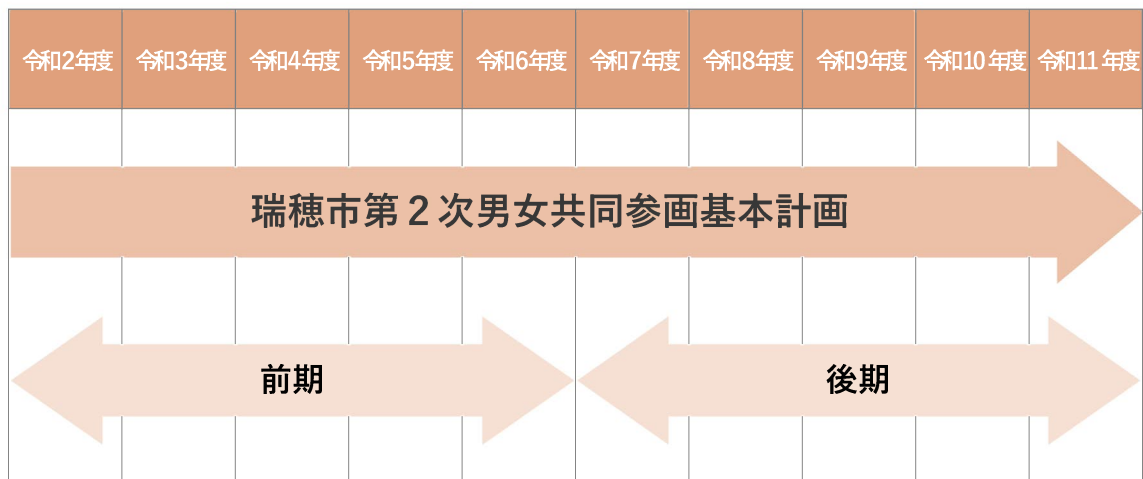 令和2年度 令和3年度 令和4年度 令和5年度 令和6年度 令和7年度 令和8年度 令和9年度 令和10年度 令和11年度
瑞穂市第２次男女共同参画基本計画
前期 後期